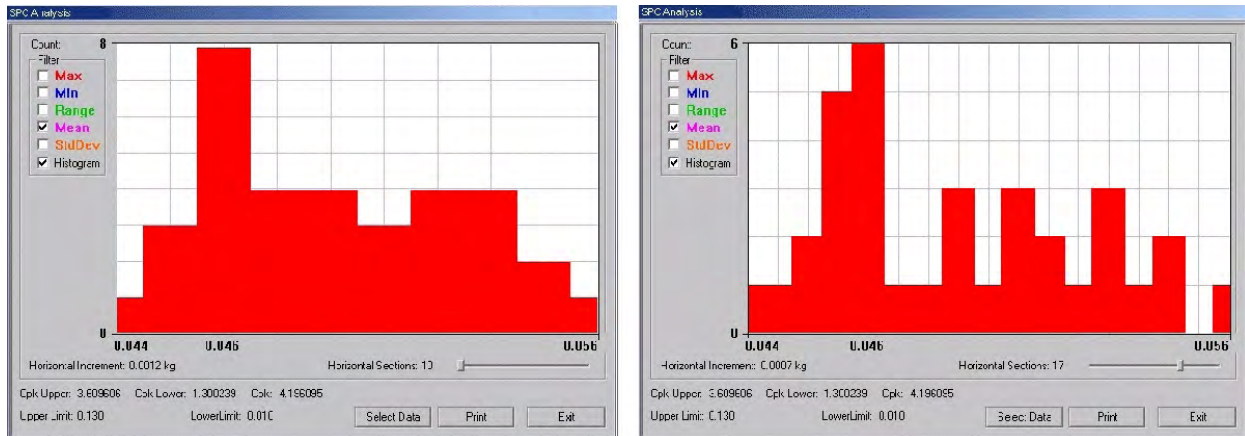 SPC Analysis
Count: 8
Filter
Max
Min
Range
Mean
StdDev
Histogram
0
0.044 0.046 0.056
Horizontal Increment: 0.0012 kg Horizontal Sections: 10
Cpk Upper: 3.609606 Cpk Lower: 1.300239 Cpk: 4.196095
Upper Limit: 0.130 LowerLimit: 0.010 Select Data Print Exit
SPC Analysis
Count: 6
Filter
Max
Min
Range
Mean
StdDev
Histogram
0
0.044 0.046 0.056
Horizontal Increment: 0.0007 kg Horizontal Sections: 17
Cpk Upper: 3.609606 Cpk Lower: 1.300239 Cpk: 4.196095
Upper Limit: 0.130 LowerLimit: 0.010 Select Data Print Exit